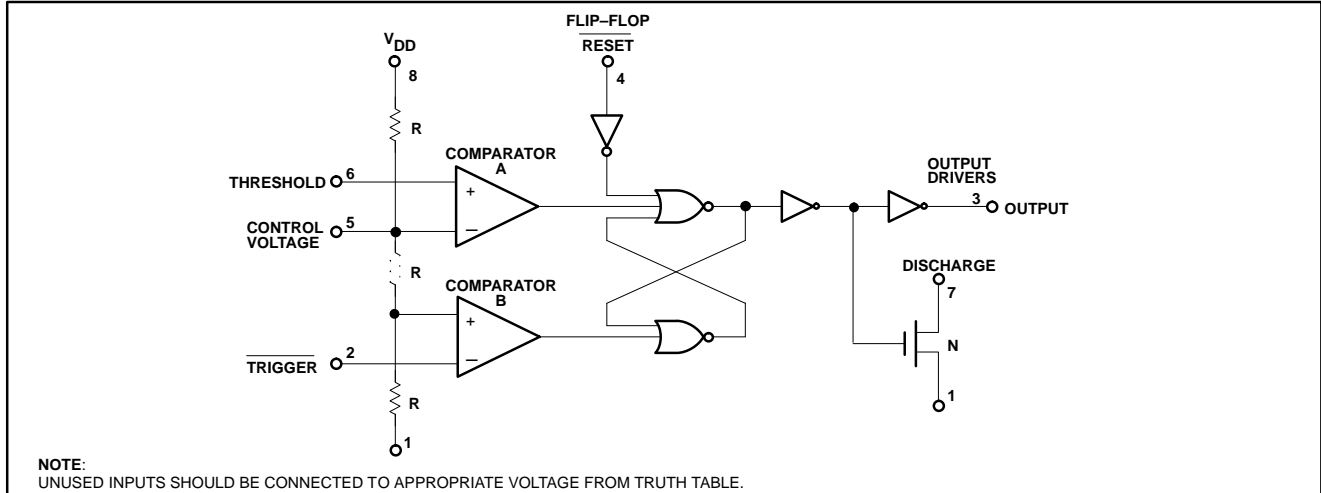 FLIP–FLOP
RESET
4
VDD
8
R
COMPARATOR
A
THRESHOLD
6
+
−
CONTROL
VOLTAGE
5
R
COMPARATOR
B
+
−
TRIGGER
2
R
1
OUTPUT
DRIVERS
3
OUTPUT
DISCHARGE
7
N
1
NOTE:
UNUSED INPUTS SHOULD BE CONNECTED TO APPROPRIATE VOLTAGE FROM TRUTH TABLE.